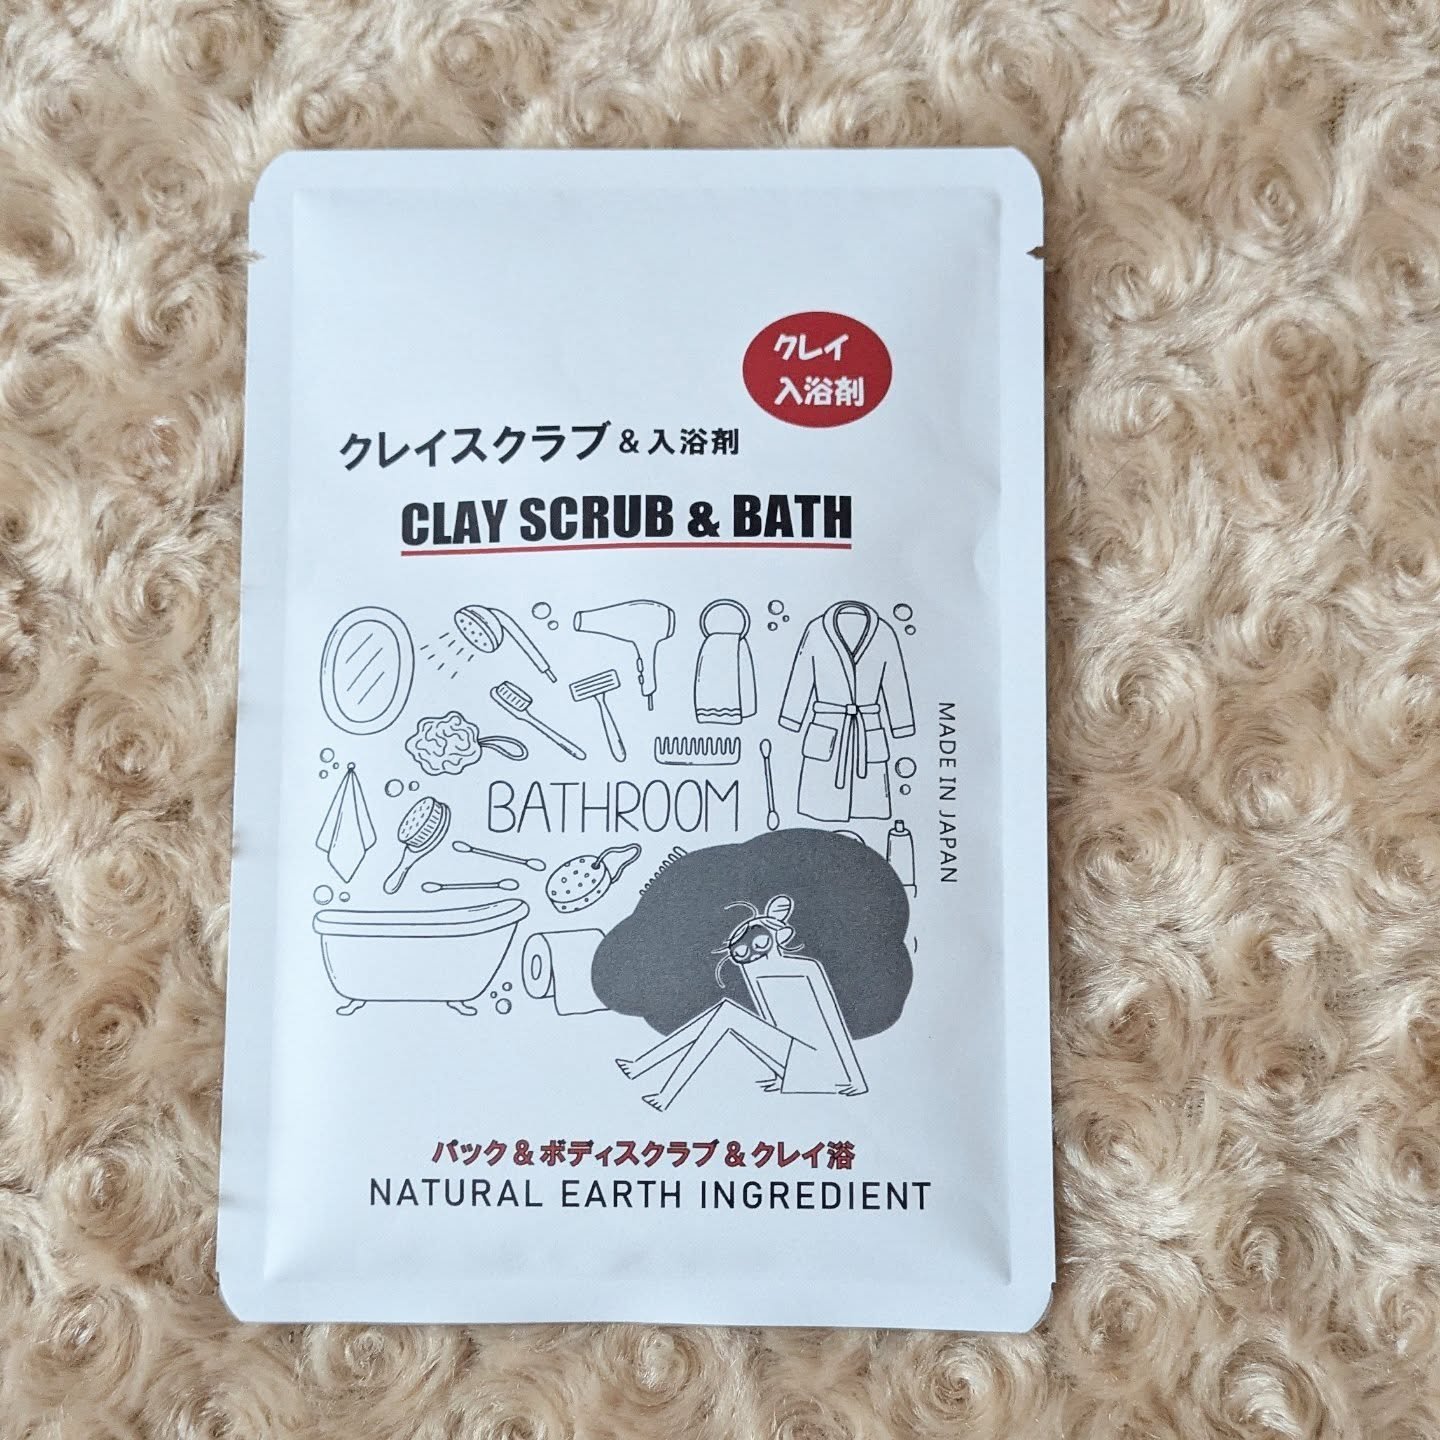 クレイ
入浴剤
クレイスクラブ&入浴剤
CLAY SCRUB & BATH
BATHROOM
MADE IN JAPAN
パック&ボディスクラブ&クレイ浴
NATURAL EARTH INGREDIENT